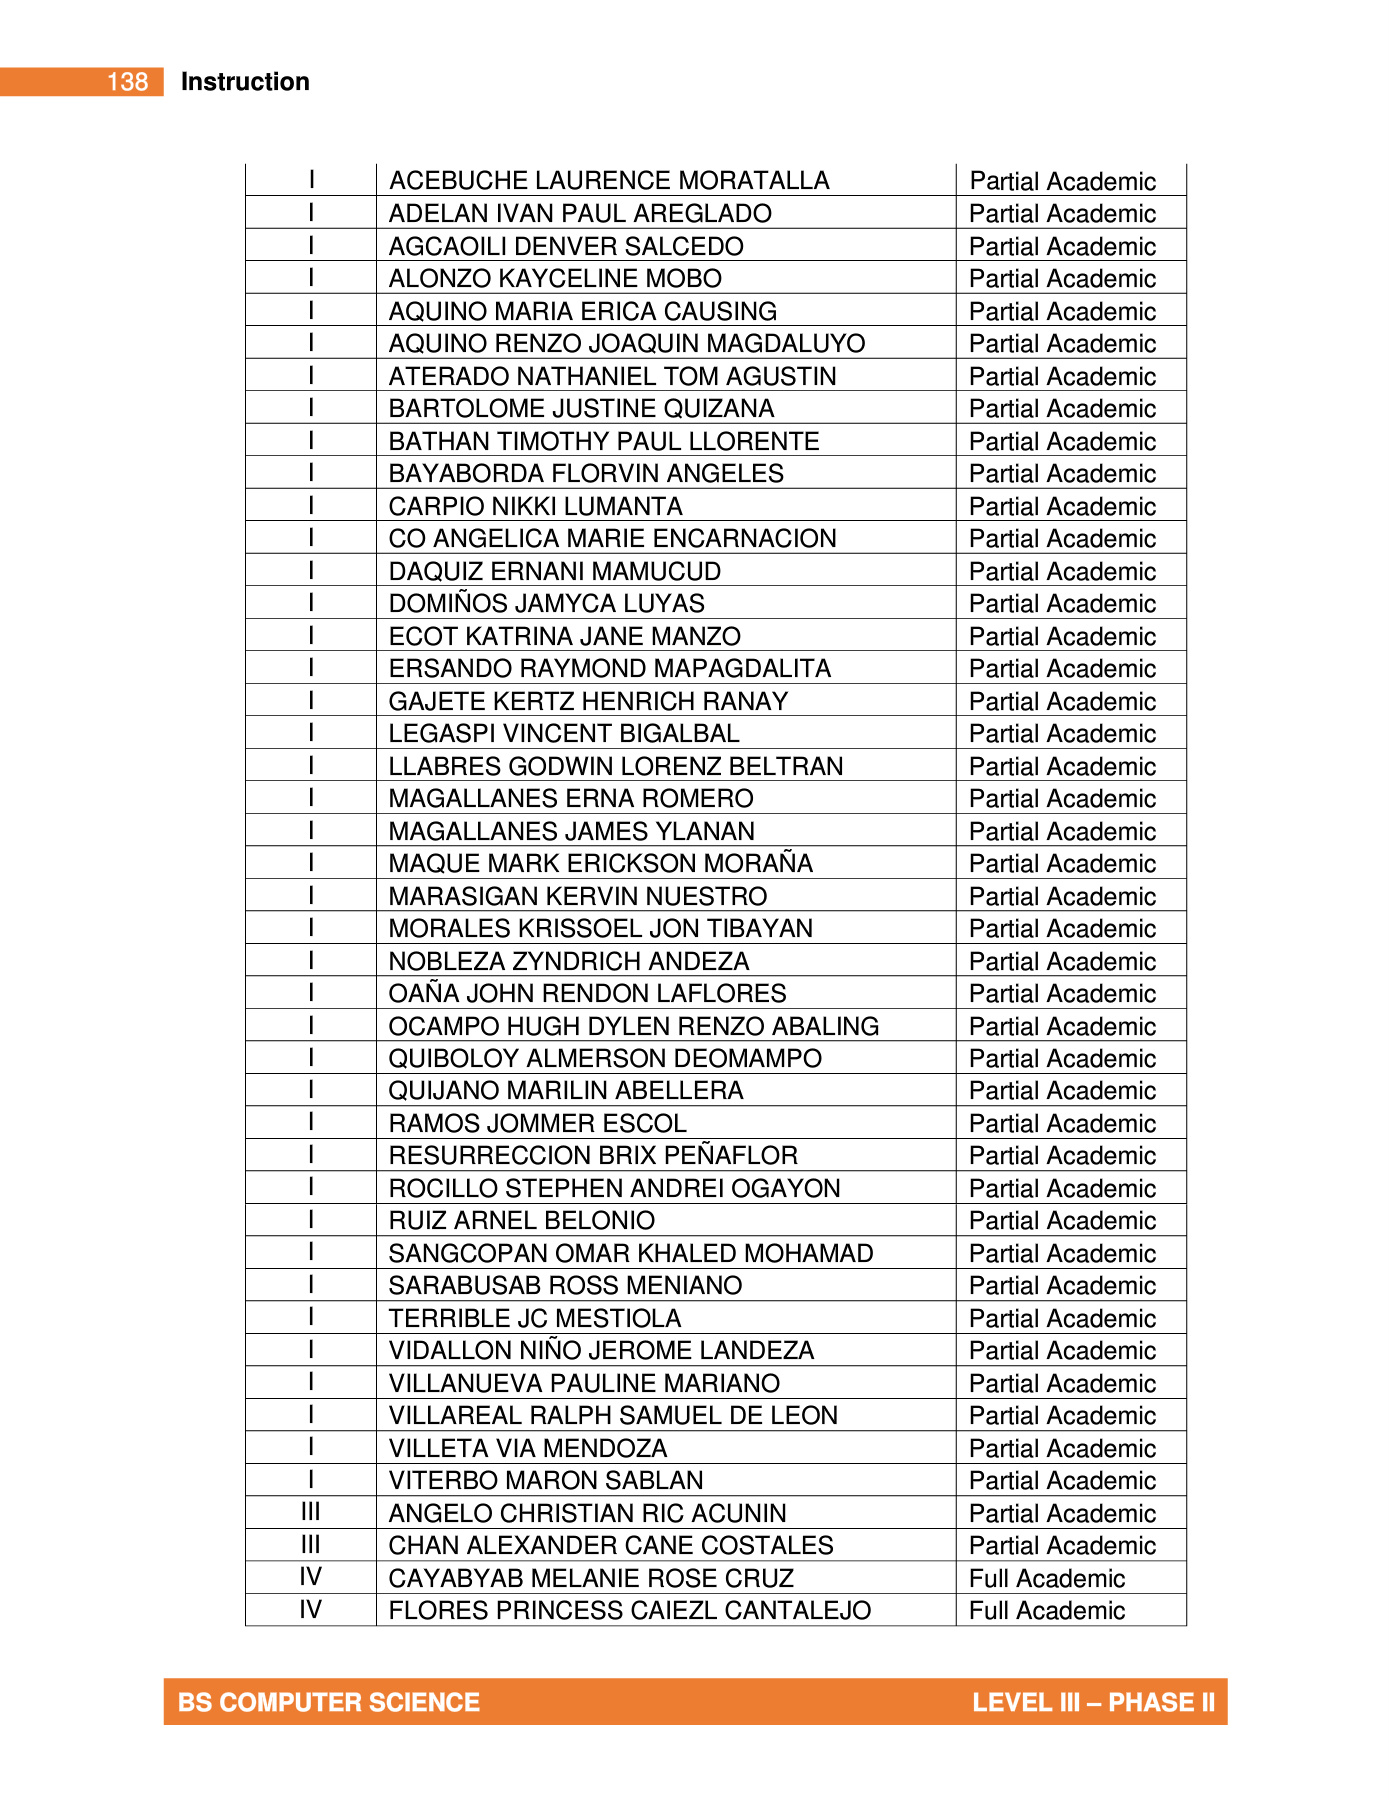 138 Instruction
I ACEBUCHE LAURENCE MORATALLA Partial Academic
I ADELAN IVAN PAUL AREGLADO Partial Academic
I AGCAOILI DENVER SALCEDO Partial Academic
I ALONZO KAYCELINE MOBO Partial Academic
I AQUINO MARIA ERICA CAUSING Partial Academic
I AQUINO RENZO JOAQUIN MAGDALUYO Partial Academic
I ATERADO NATHANIEL TOM AGUSTIN Partial Academic
I BARTOLOME JUSTINE QUIZANA Partial Academic
I BATHAN TIMOTHY PAUL LLORENTE Partial Academic
I BAYABORDA FLORVIN ANGELES Partial Academic
I CARPIO NIKKI LUMANTA Partial Academic
I CO ANGELICA MARIE ENCARNACION Partial Academic
I DAQUIZ ERNANI MAMUCUD Partial Academic
I DOMIÑOS JAMYCA LUYAS Partial Academic
I ECOT KATRINA JANE MANZO Partial Academic
I ERSANDO RAYMOND MAPAGDALITA Partial Academic
I GAJETE KERTZ HENRICH RANAY Partial Academic
I LEGASPI VINCENT BIGALBAL Partial Academic
I LLABRES GODWIN LORENZ BELTRAN Partial Academic
I MAGALLANES ERNA ROMERO Partial Academic
I MAGALLANES JAMES YLANAN Partial Academic
I MAQUE MARK ERICKSON MORAÑA Partial Academic
I MARASIGAN KERVIN NUESTRO Partial Academic
I MORALES KRISSOEL JON TIBAYAN Partial Academic
I NOBLEZA ZYNDRICH ANDEZA Partial Academic
I OAÑA JOHN RENDON LAFLORES Partial Academic
I OCAMPO HUGH DYLEN RENZO ABALING Partial Academic
I QUIBOLOY ALMERSON DEOMAMPO Partial Academic
I QUIJANO MARILIN ABELLERA Partial Academic
I RAMOS JOMMER ESCOL Partial Academic
I RESURRECCION BRIX PEÑAFLOR Partial Academic
I ROCILLO STEPHEN ANDREI OGAYON Partial Academic
I RUIZ ARNEL BELONIO Partial Academic
I SANGCOPAN OMAR KHALED MOHAMAD Partial Academic
I SARABUSAB ROSS MENIANO Partial Academic
I TERRIBLE JC MESTIOLA Partial Academic
I VIDALLON NIÑO JEROME LANDEZA Partial Academic
I VILLANUEVA PAULINE MARIANO Partial Academic
I VILLAREAL RALPH SAMUEL DE LEON Partial Academic
I VILLETA VIA MENDOZA Partial Academic
I VITERBO MARON SABLAN Partial Academic
III ANGELO CHRISTIAN RIC ACUNIN Partial Academic
III CHAN ALEXANDER CANE COSTALES Partial Academic
IV CAYABYAB MELANIE ROSE CRUZ Full Academic
IV FLORES PRINCESS CAIEZL CANTALEJO Full Academic
BS COMPUTER SCIENCE LEVEL III – PHASE II